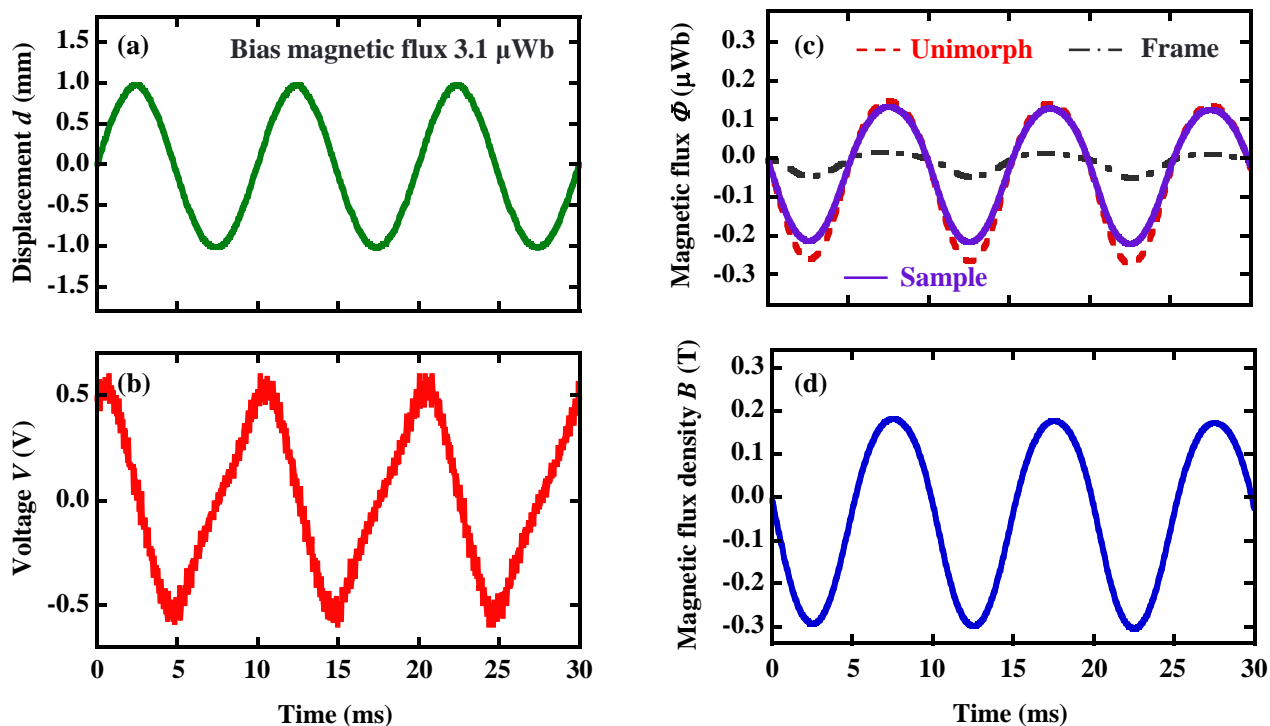 (a)
Bias magnetic flux 3.1 µWb
Displacement d (mm)
1.5
1.0
0.5
0.0
-0.5
-1.0
-1.5
(b)
Voltage V (V)
0.5
0.0
-0.5
0 5 10 15 20 25 30
Time (ms)
(c)
Unimorph
Frame
Sample
Magnetic flux Φ (µWb)
0.3
0.2
0.1
0.0
-0.1
-0.2
-0.3
(d)
Magnetic flux density B (T)
0.3
0.2
0.1
0.0
-0.1
-0.2
-0.3
0 5 10 15 20 25 30
Time (ms)